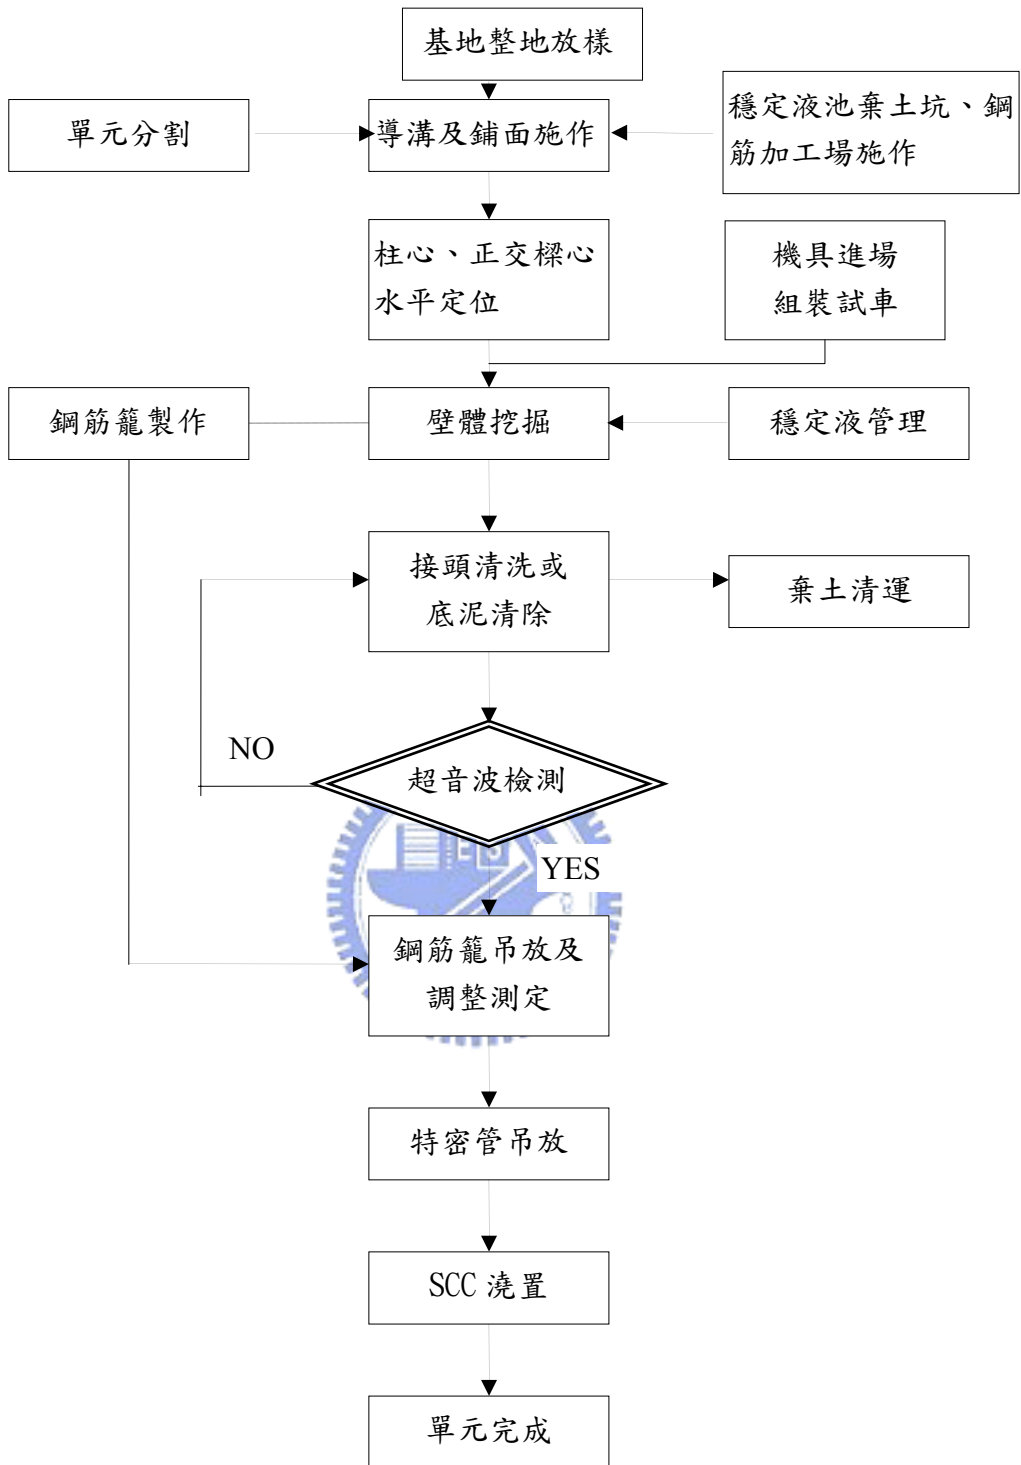 基地整地放樣
單元分割
導溝及鋪面施作
穩定液池棄土坑、鋼
筋加工場施作
柱心、正交樑心
水平定位
機具進場
組裝試車
鋼筋籠製作
壁體挖掘
穩定液管理
接頭清洗或
底泥清除
棄土清運
NO
超音波檢測
YES
鋼筋籠吊放及
調整測定
特密管吊放
SCC 澆置
單元完成